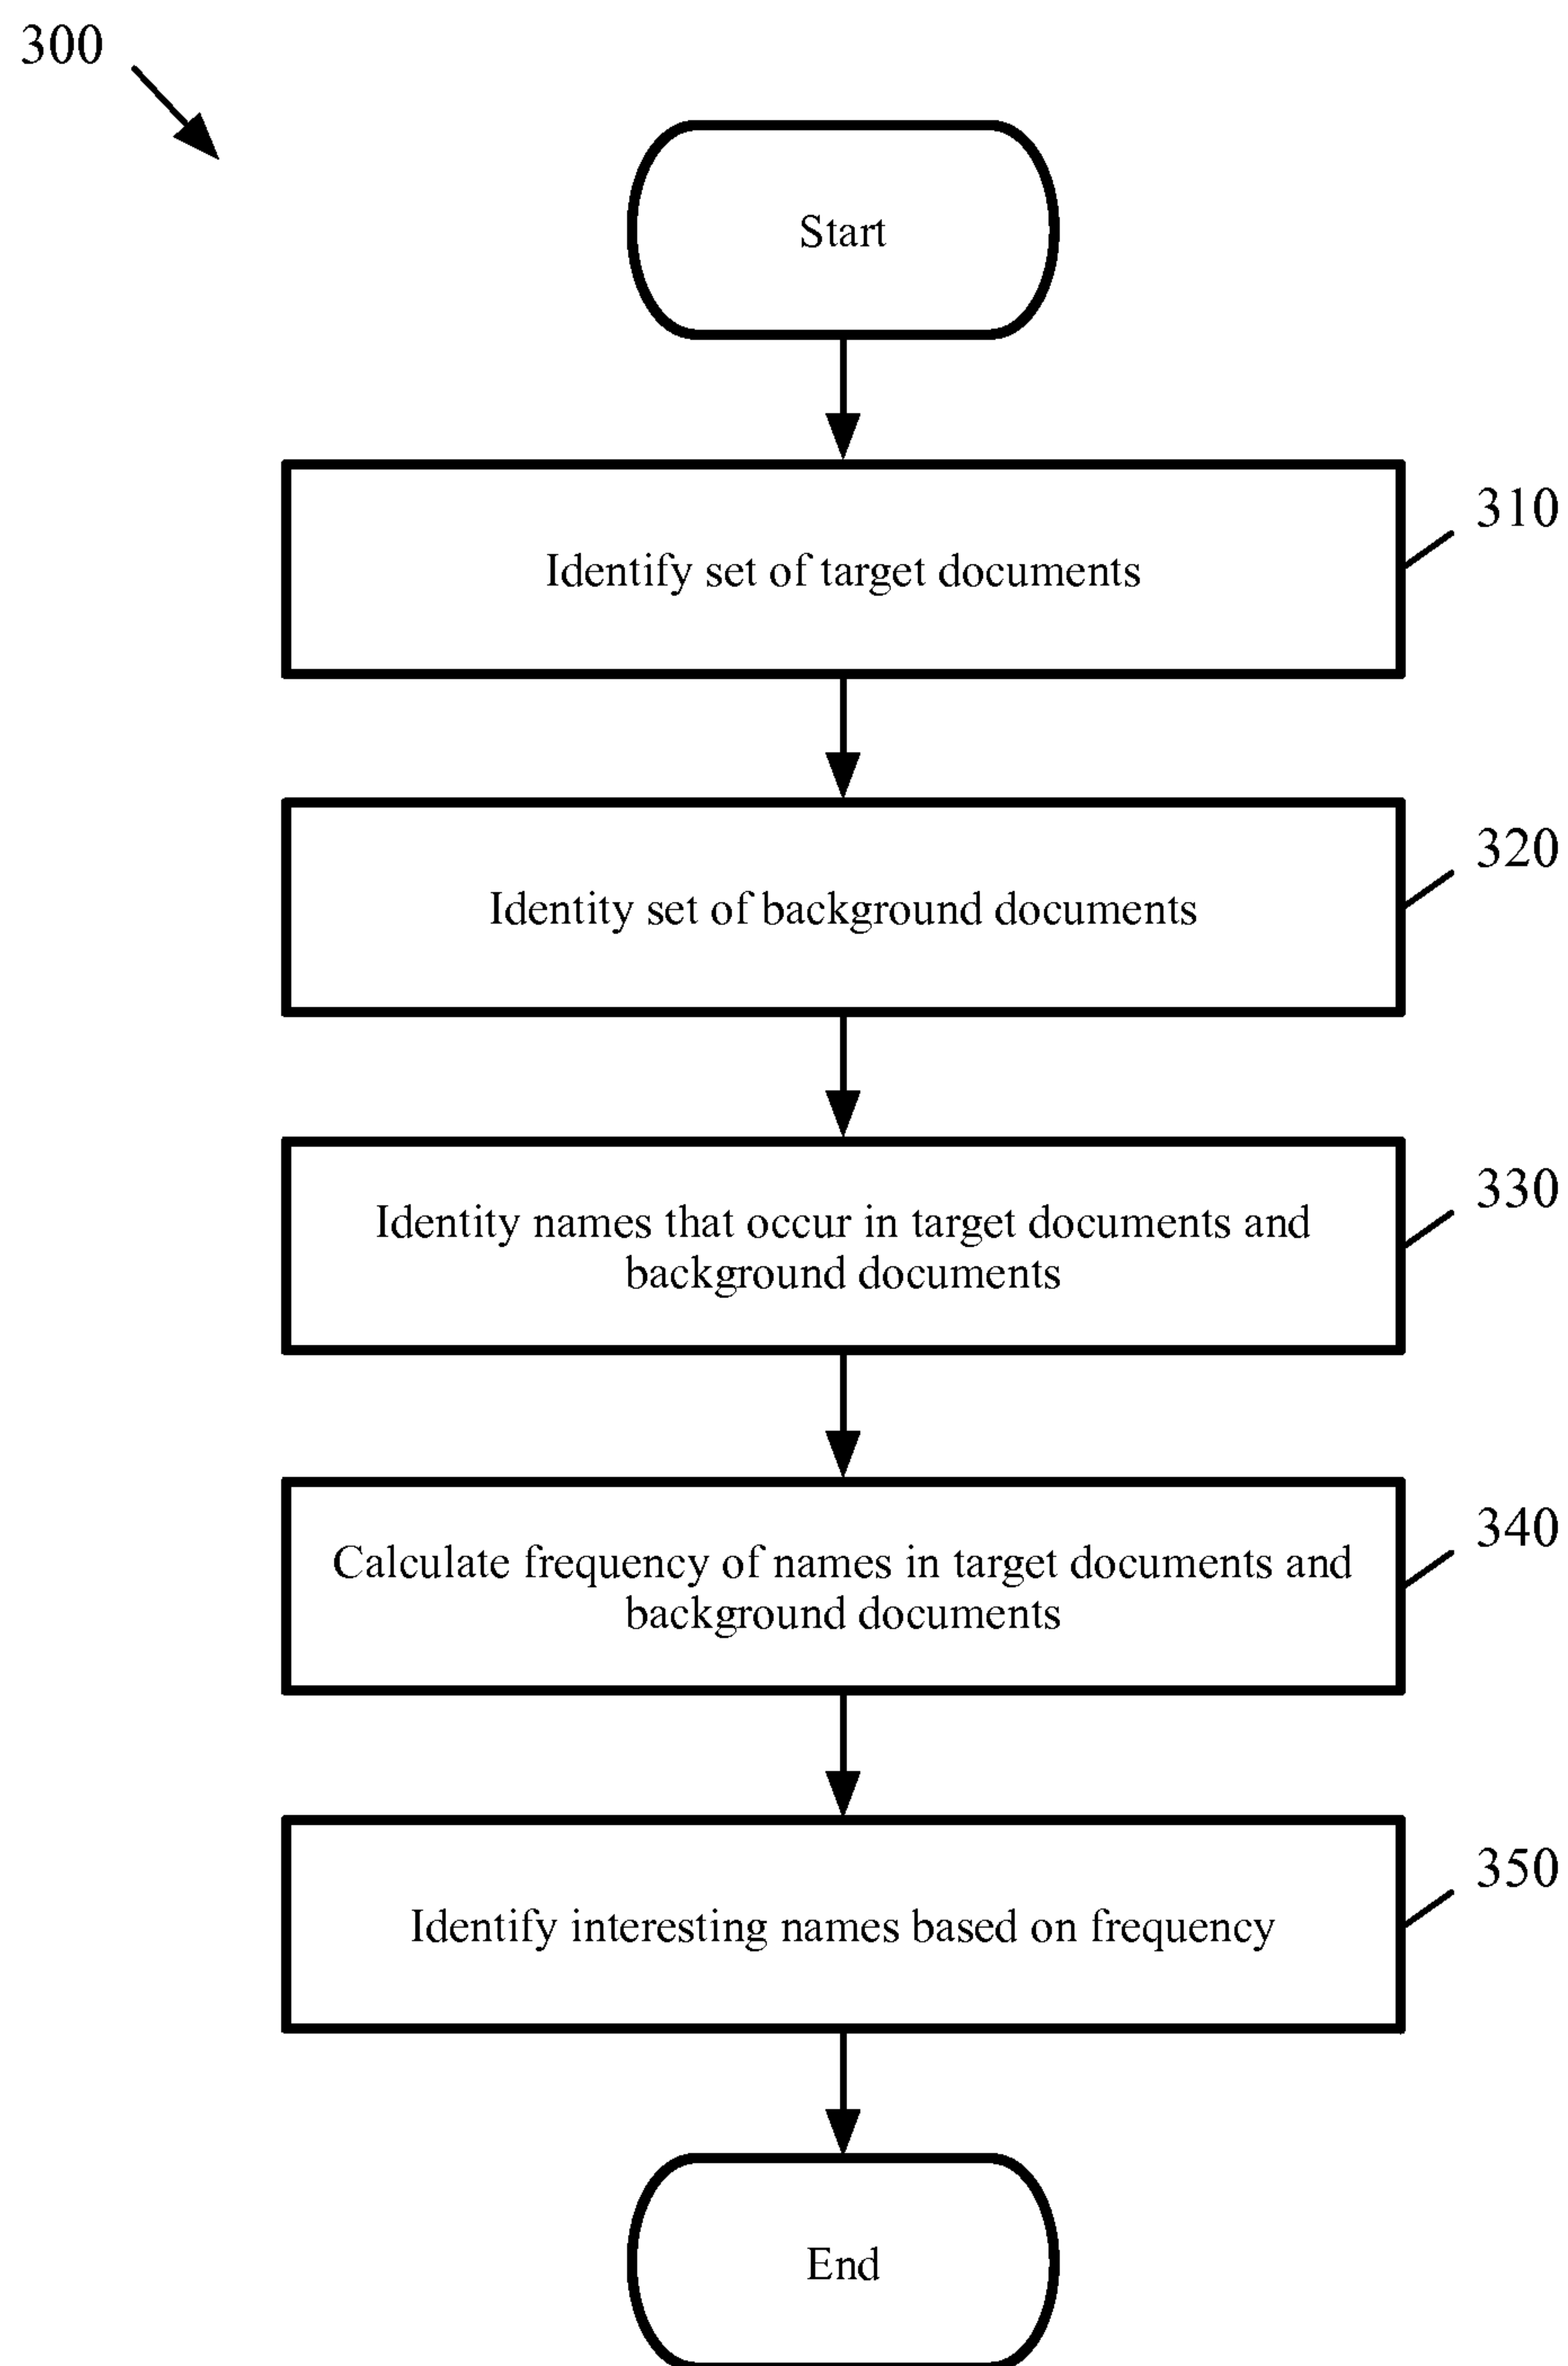 300
Start
310
Identify set of target documents
320
Identity set of background documents
330
Identity names that occur in target documents and
background documents
340
Calculate frequency of names in target documents and
background documents
350
Identify interesting names based on frequency
End